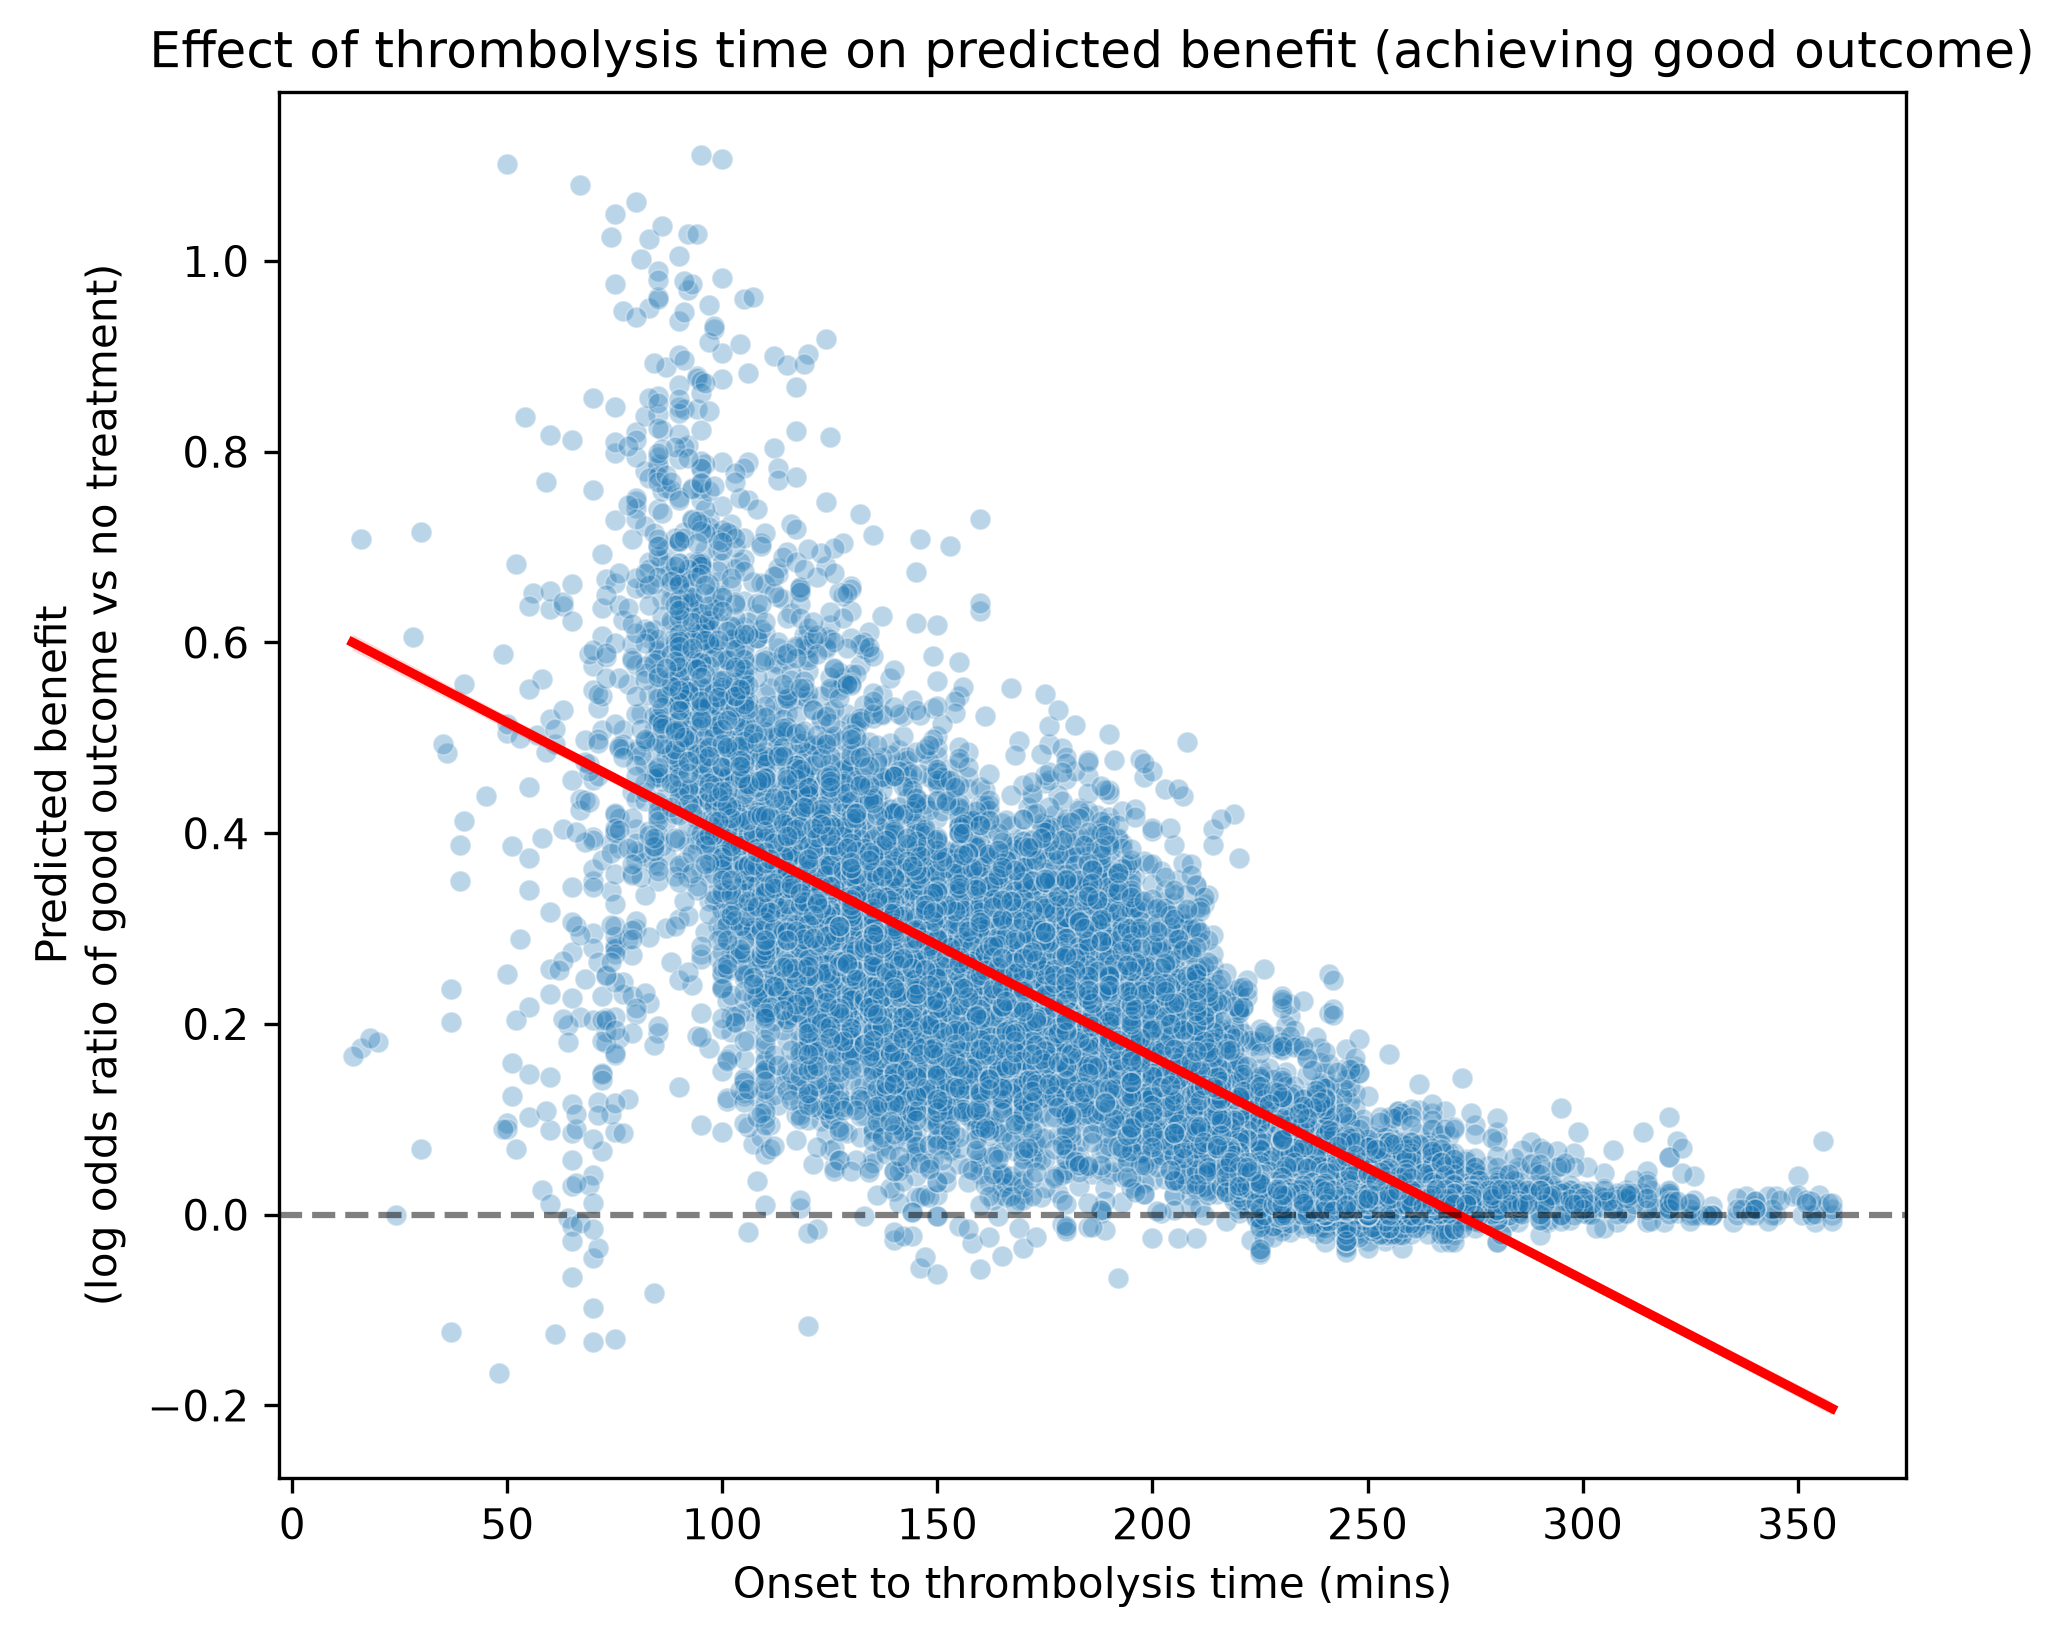 Effect of thrombolysis time on predicted benefit (achieving good outcome)
Predicted benefit
(log odds ratio of good outcome vs no treatment)
1.0
0.8
0.6
0.4
0.2
0.0
−0.2
0 50 100 150 200 250 300 350
Onset to thrombolysis time (mins)